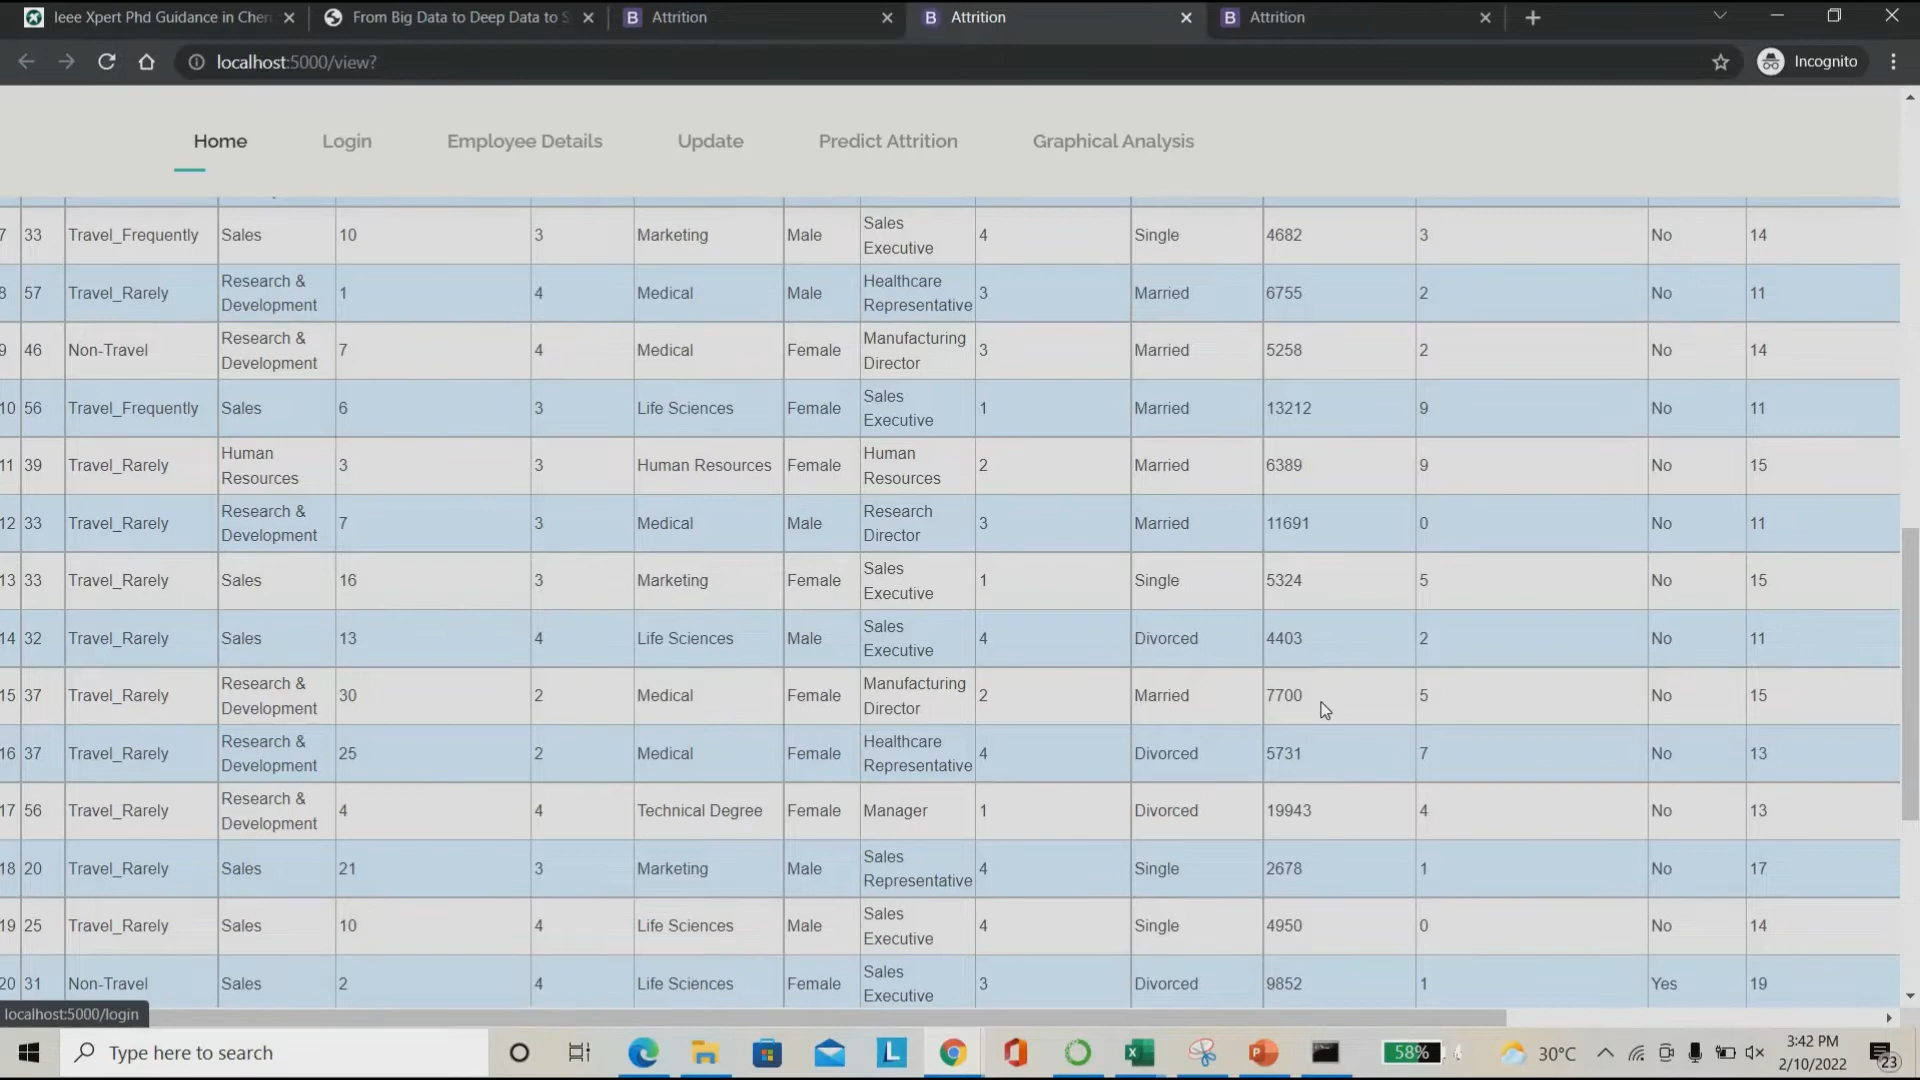 Ieee Xpert Phd Guidance in Chen
From Big Data to Deep Data to S
Attrition
Attrition
Attrition
localhost:5000/view?
Incognito
Home Login Employee Details Update Predict Attrition Graphical Analysis
7 33 Travel_Frequently Sales 10 3 Marketing Male Sales Executive 4 Single 4682 3 No 14
8 57 Travel_Rarely Research & Development 1 4 Medical Male Healthcare Representative 3 Married 6755 2 No 11
9 46 Non-Travel Research & Development 7 4 Medical Female Manufacturing Director 3 Married 5258 2 No 14
10 56 Travel_Frequently Sales 6 3 Life Sciences Female Sales Executive 1 Married 13212 9 No 11
11 39 Travel_Rarely Human Resources 3 3 Human Resources Female Human Resources 2 Married 6389 9 No 15
12 33 Travel_Rarely Research & Development 7 3 Medical Male Research Director 3 Married 11691 0 No 11
13 33 Travel_Rarely Sales 16 3 Marketing Female Sales Executive 1 Single 5324 5 No 15
14 32 Travel_Rarely Sales 13 4 Life Sciences Male Sales Executive 4 Divorced 4403 2 No 11
15 37 Travel_Rarely Research & Development 30 2 Medical Female Manufacturing Director 2 Married 7700 5 No 15
16 37 Travel_Rarely Research & Development 25 2 Medical Female Healthcare Representative 4 Divorced 5731 7 No 13
17 56 Travel_Rarely Research & Development 4 4 Technical Degree Female Manager 1 Divorced 19943 4 No 13
18 20 Travel_Rarely Sales 21 3 Marketing Male Sales Representative 4 Single 2678 1 No 17
19 25 Travel_Rarely Sales 10 4 Life Sciences Male Sales Executive 4 Single 4950 0 No 14
20 31 Non-Travel Sales 2 4 Life Sciences Female Sales Executive 3 Divorced 9852 1 Yes 19
localhost:5000/login
Type here to search
58%
30°C
3:42 PM
2/10/2022
23